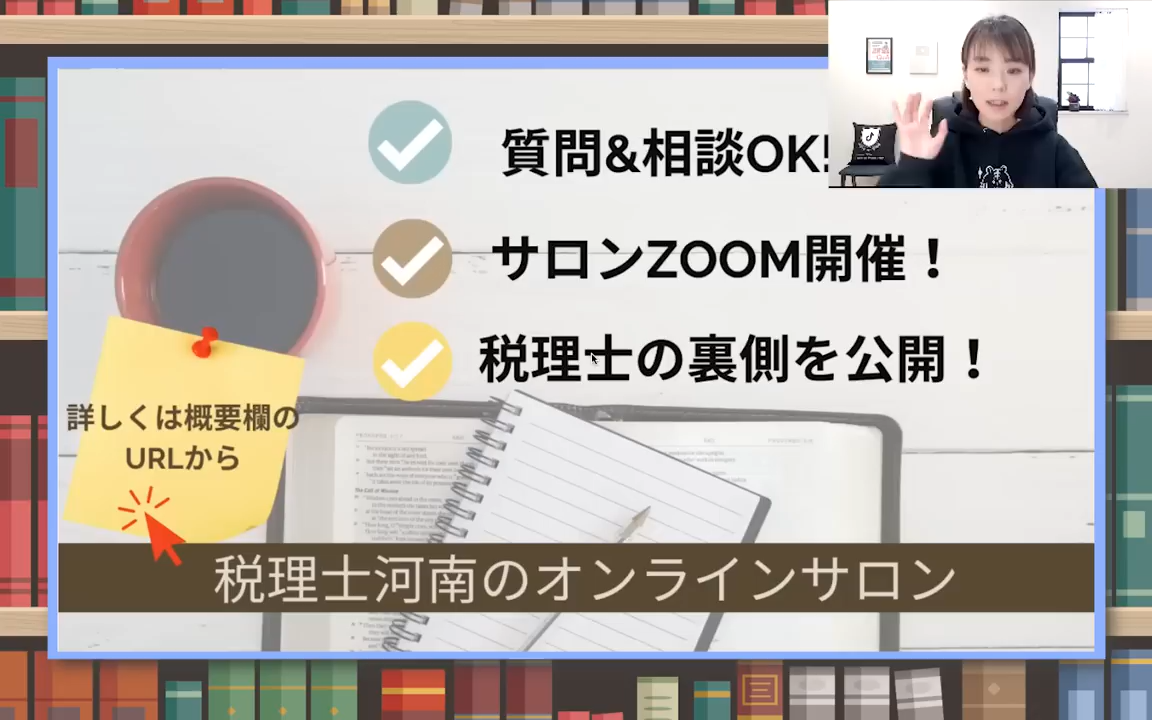 質問&相談OK!
サロンZOOM開催！
税理士の裏側を公開！
詳しくは概要欄の
URLから
税理士河南のオンラインサロン